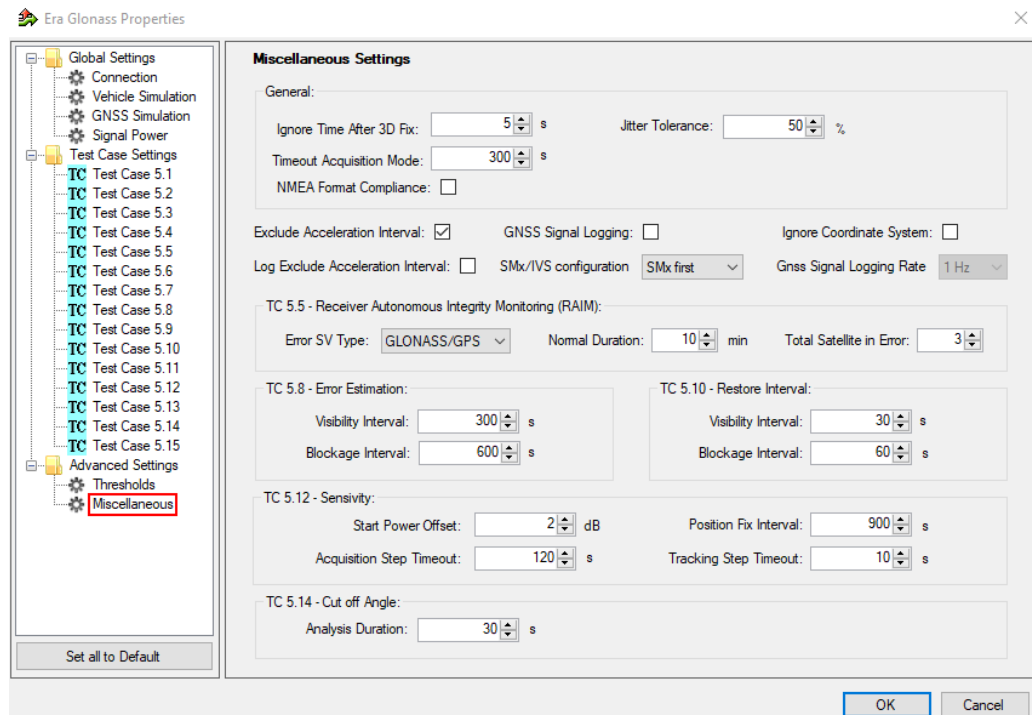 Era Glonass Properties
Global Settings
Connection
Vehicle Simulation
GNSS Simulation
Signal Power
Test Case Settings
TC Test Case 5.1
TC Test Case 5.2
TC Test Case 5.3
TC Test Case 5.4
TC Test Case 5.5
TC Test Case 5.6
TC Test Case 5.7
TC Test Case 5.8
TC Test Case 5.9
TC Test Case 5.10
TC Test Case 5.11
TC Test Case 5.12
TC Test Case 5.13
TC Test Case 5.14
TC Test Case 5.15
Advanced Settings
Thresholds
Miscellaneous
Set all to Default
Miscellaneous Settings
General:
Ignore Time After 3D Fix: 5 s Jitter Tolerance: 50 %
Timeout Acquisition Mode: 300 s
NMEA Format Compliance:
Exclude Acceleration Interval: GNSS Signal Logging: Ignore Coordinate System:
Log Exclude Acceleration Interval: SMx/IVS configuration SMx first Gnss Signal Logging Rate 1 Hz
TC 5.5 - Receiver Autonomous Integrity Monitoring (RAIM):
Error SV Type: GLONASS/GPS Normal Duration: 10 min Total Satellite in Error: 3
TC 5.8 - Error Estimation: TC 5.10 - Restore Interval:
Visibility Interval: 300 s Visibility Interval: 30 s
Blockage Interval: 600 s Blockage Interval: 60 s
TC 5.12 - Sensivity:
Start Power Offset: 2 dB Position Fix Interval: 900 s
Acquisition Step Timeout: 120 s Tracking Step Timeout: 10 s
TC 5.14 - Cut off Angle:
Analysis Duration: 30 s
OK Cancel